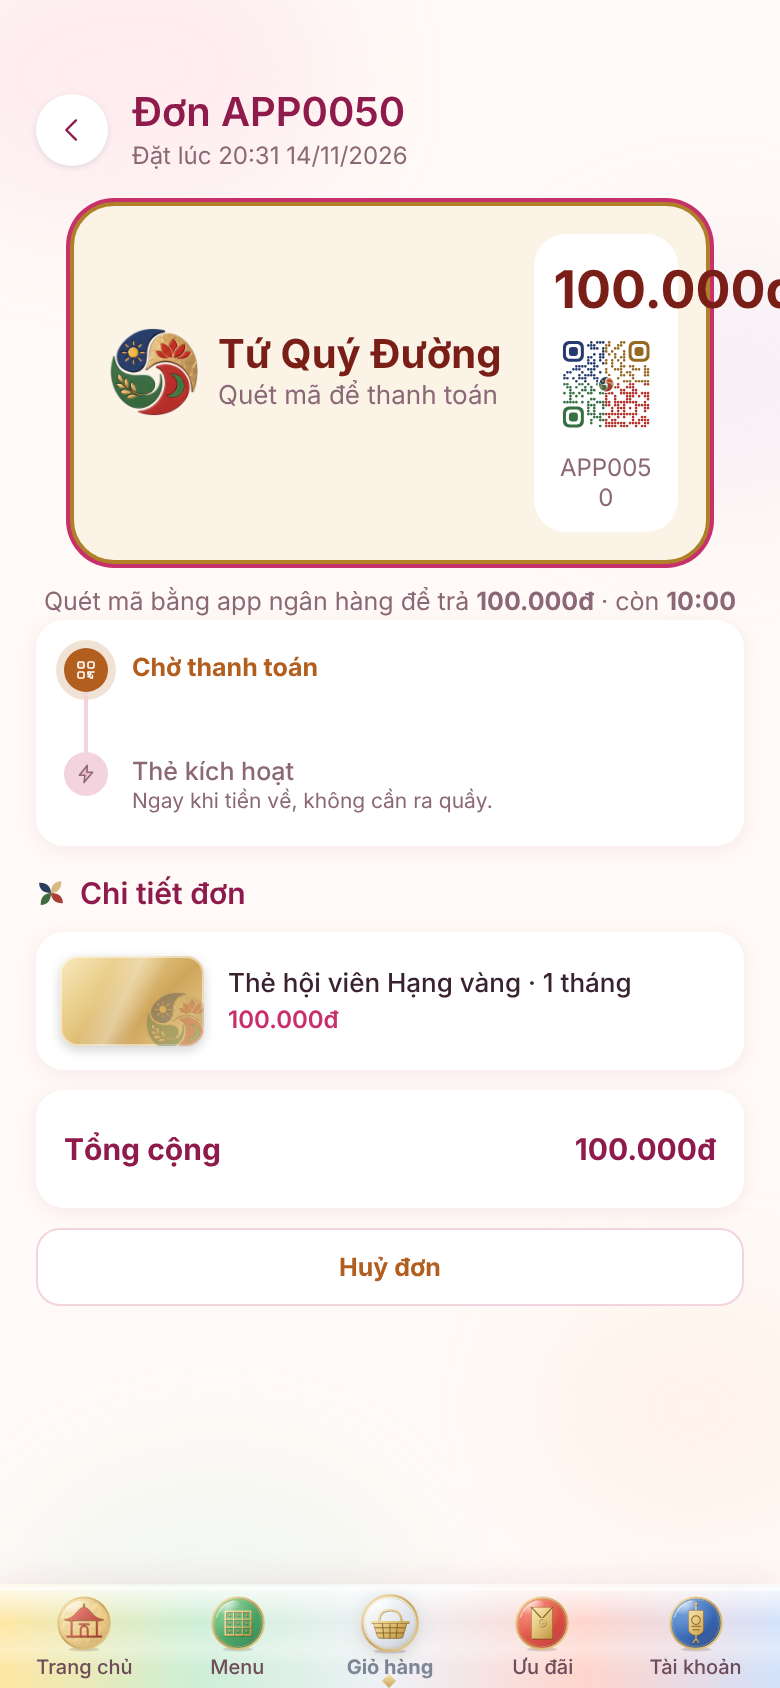 Đơn APP0050
Đặt lúc 20:31 14/11/2026
100.000đ
Tứ Quý Đường
Quét mã để thanh toán
APP005
0
Quét mã bằng app ngân hàng để trả 100.000đ · còn 10:00
Chờ thanh toán
Thẻ kích hoạt
Ngay khi tiền về, không cần ra quầy.
Chi tiết đơn
Thẻ hội viên Hạng vàng · 1 tháng
100.000đ
Tổng cộng 100.000đ
Huỷ đơn
Trang chủ Menu Giỏ hàng Ưu đãi Tài khoản